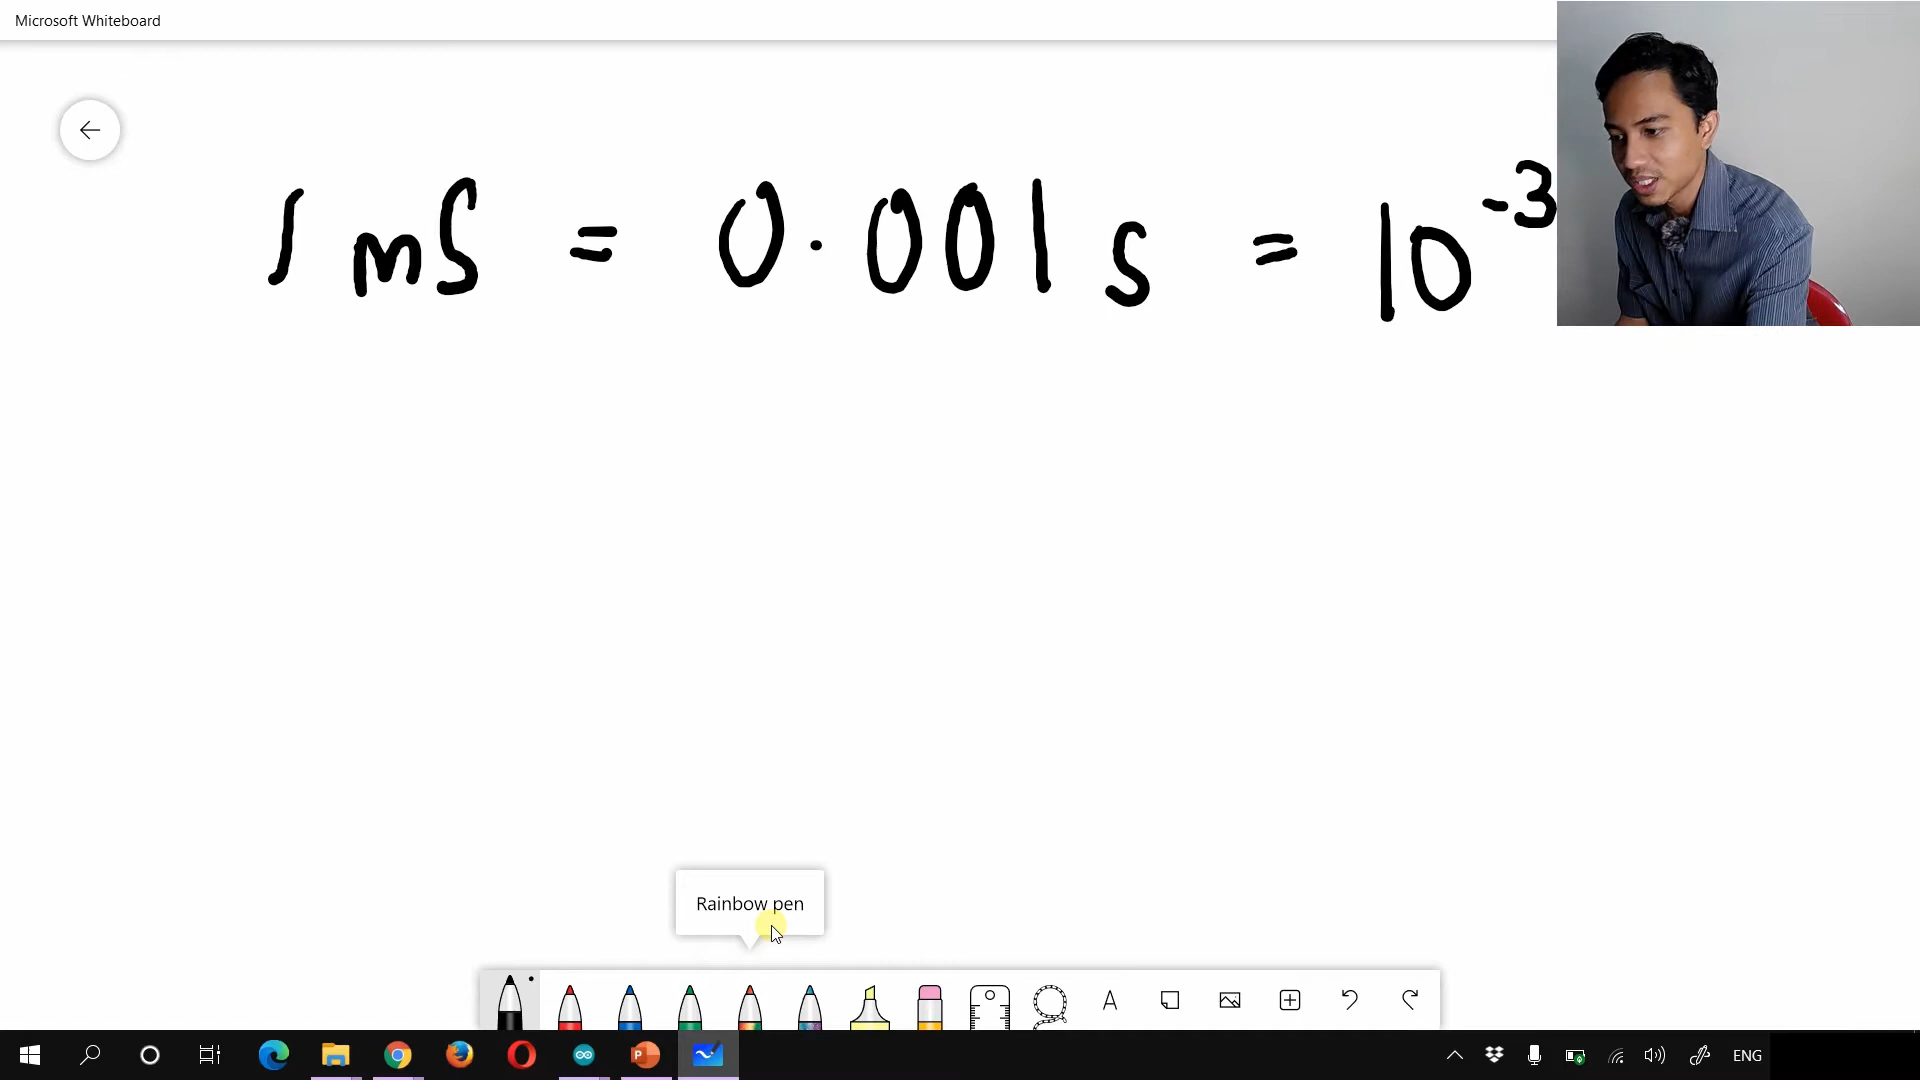 Microsoft Whiteboard
1 mS = 0.001 s = 10⁻³
Rainbow pen
A
ENG